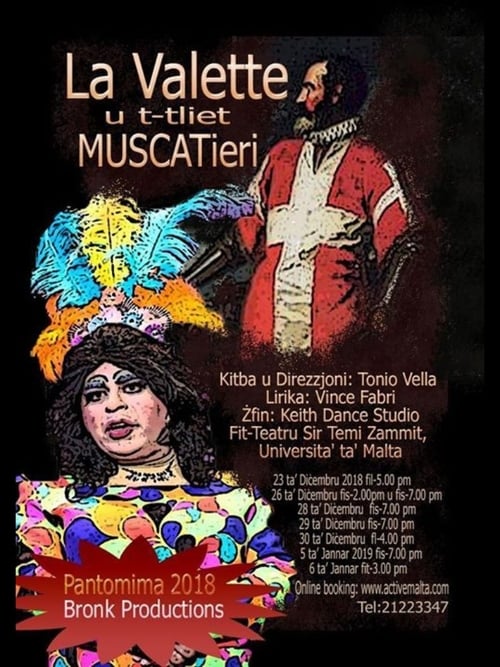 La Valette
u t-tliet
MUSCATieri
Kitba u Direzzjoni: Tonio Vella
Lirika: Vince Fabri
Żfin: Keith Dance Studio
Fit-Teatru Sir Temi Zammit,
Universita' ta' Malta
23 ta' Diċembru 2018 fil-5.00 pm
26 ta' Diċembru fis-2.00pm u fis-7.00 pm
28 ta' Diċembru fis-7.00 pm
29 ta' Diċembru fis-7.00 pm
30 ta' Diċembru fl-4.00 pm
5 ta' Jannar 2019 fis-7.00 pm
6 ta' Jannar fit-3.00 pm
Online booking: www.activemalta.com
Tel:21223347
Pantomima 2018
Bronk Productions